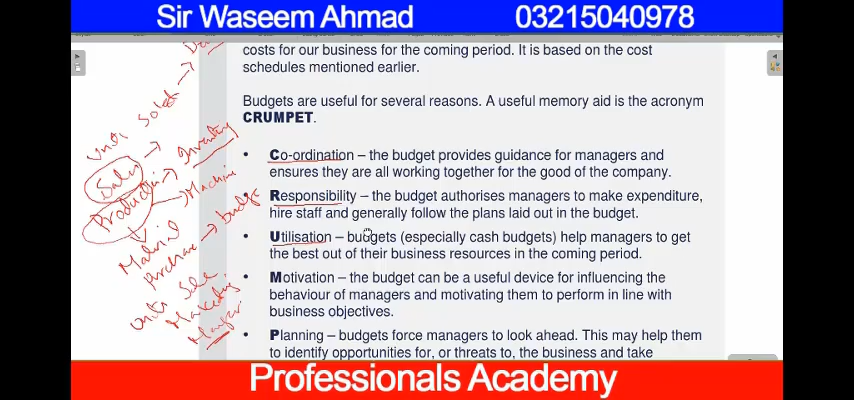 Sir Waseem Ahmad 03215040978
costs for our business for the coming period. It is based on the cost
schedules mentioned earlier.
Budgets are useful for several reasons. A useful memory aid is the acronym
CRUMPET.
• Co-ordination – the budget provides guidance for managers and
ensures they are all working together for the good of the company.
• Responsibility – the budget authorises managers to make expenditure,
hire staff and generally follow the plans laid out in the budget.
• Utilisation – budgets (especially cash budgets) help managers to get
the best out of their business resources in the coming period.
• Motivation – the budget can be a useful device for influencing the
behaviour of managers and motivating them to perform in line with
business objectives.
• Planning – budgets force managers to look ahead. This may help them
to identify opportunities for, or threats to, the business and take
Units
Sales
Inventory
Production
Machine
Material
Purchase
budge
Units Sale
Marketing
Professionals Academy